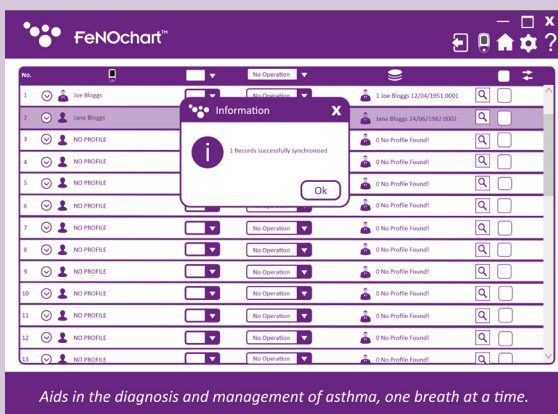 FeNOchart™
No.
No Operation
1 Joe Bloggs No Operation 1 Joe Bloggs 12/04/1951 0001
2 Jane Bloggs Jane Bloggs 24/06/1982 0002
3 NO PROFILE 0 No Profile Found!
4 NO PROFILE 0 No Profile Found!
5 NO PROFILE 0 No Profile Found!
6 NO PROFILE No Operation 0 No Profile Found!
7 NO PROFILE No Operation 0 No Profile Found!
8 NO PROFILE No Operation 0 No Profile Found!
9 NO PROFILE No Operation 0 No Profile Found!
10 NO PROFILE No Operation 0 No Profile Found!
11 NO PROFILE No Operation 0 No Profile Found!
12 NO PROFILE No Operation 0 No Profile Found!
13 NO PROFILE No Operation 0 No Profile Found!
Information X
1 Records successfully synchronised
Ok
Aids in the diagnosis and management of asthma, one breath at a time.